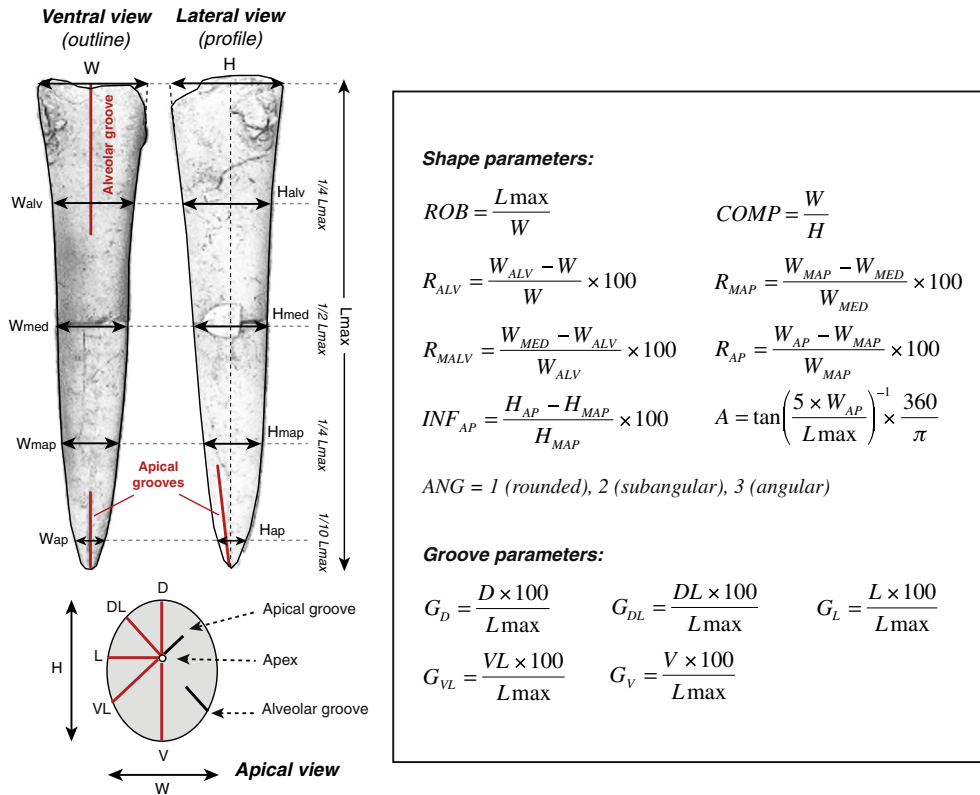 Ventral view
(outline)
Lateral view
(profile)
W
H
Alveolar groove
Walv
Halv
1/4 Lmax
Wmed
Hmed
1/2 Lmax
Lmax
Wmap
Hmap
1/4 Lmax
Apical
grooves
Wap
Hap
1/10 Lmax
D
DL
L
VL
V
H
W
Apical groove
Apex
Alveolar groove
Apical view
Shape parameters:
ROB = Lmax / W
COMP = W / H
R_ALV = (W_ALV − W) / W × 100
R_MAP = (W_MAP − W_MED) / W_MED × 100
R_MALV = (W_MED − W_ALV) / W_ALV × 100
R_AP = (W_AP − W_MAP) / W_MAP × 100
INF_AP = (H_AP − H_MAP) / H_MAP × 100
A = tan(5 × W_AP / Lmax)^−1 × 360 / π
ANG = 1 (rounded), 2 (subangular), 3 (angular)
Groove parameters:
G_D = D × 100 / Lmax
G_DL = DL × 100 / Lmax
G_L = L × 100 / Lmax
G_VL = VL × 100 / Lmax
G_V = V × 100 / Lmax